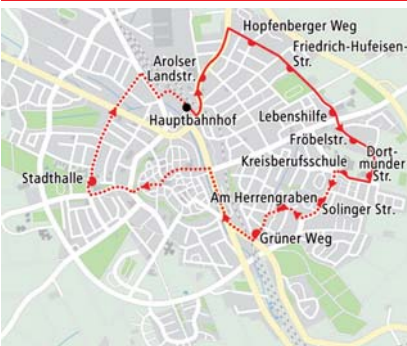 Hopfenberger Weg
Friedrich-Hufeisen-
Str.
Arolser
Landstr.
Hauptbahnhof
Lebenshilfe
Fröbelstr.
Kreisberufsschule
Dort-
munder
Str.
Stadthalle
Am Herrengraben
Solinger Str.
Grüner Weg